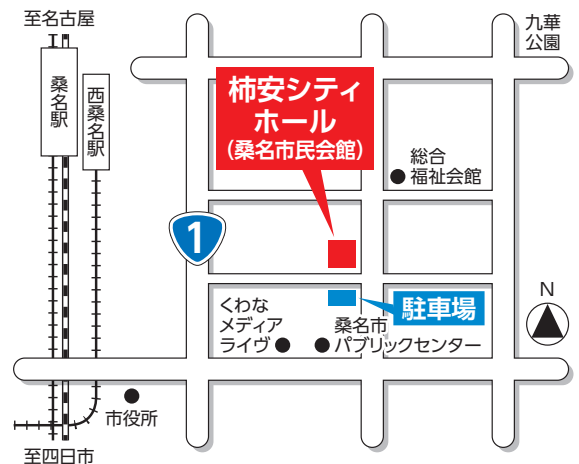 至名古屋
九華
公園
桑名駅
西桑名駅
柿安シティ
ホール
(桑名市民会館)
総合
福祉会館
1
くわな
メディア
ライヴ
駐車場
桑名市
パブリックセンター
N
市役所
至四日市